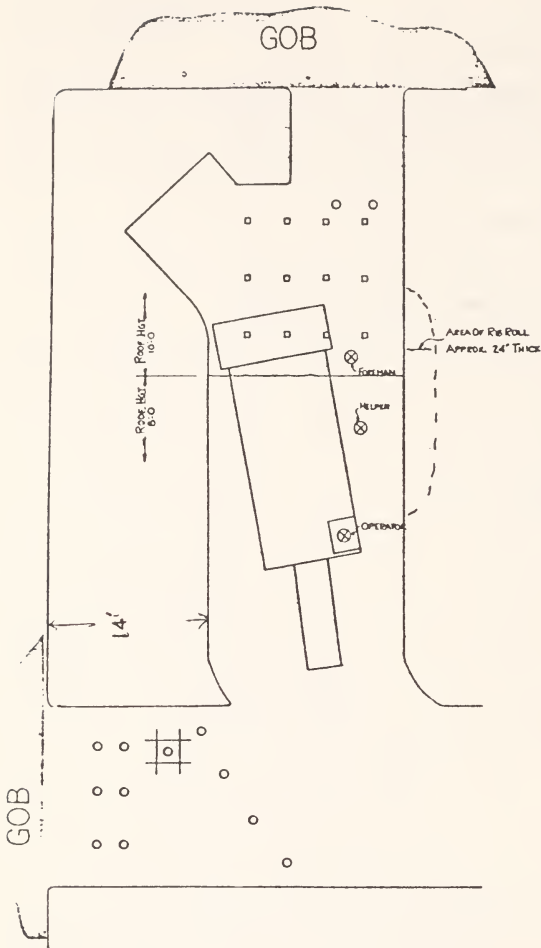 GOB
ROOF HGT
10'-0
ROOF HGT
8'-0
AREA OF RIB ROLL
APPROX. 24" THICK
FOREMAN
HELPER
OPERATOR
14'
GOB